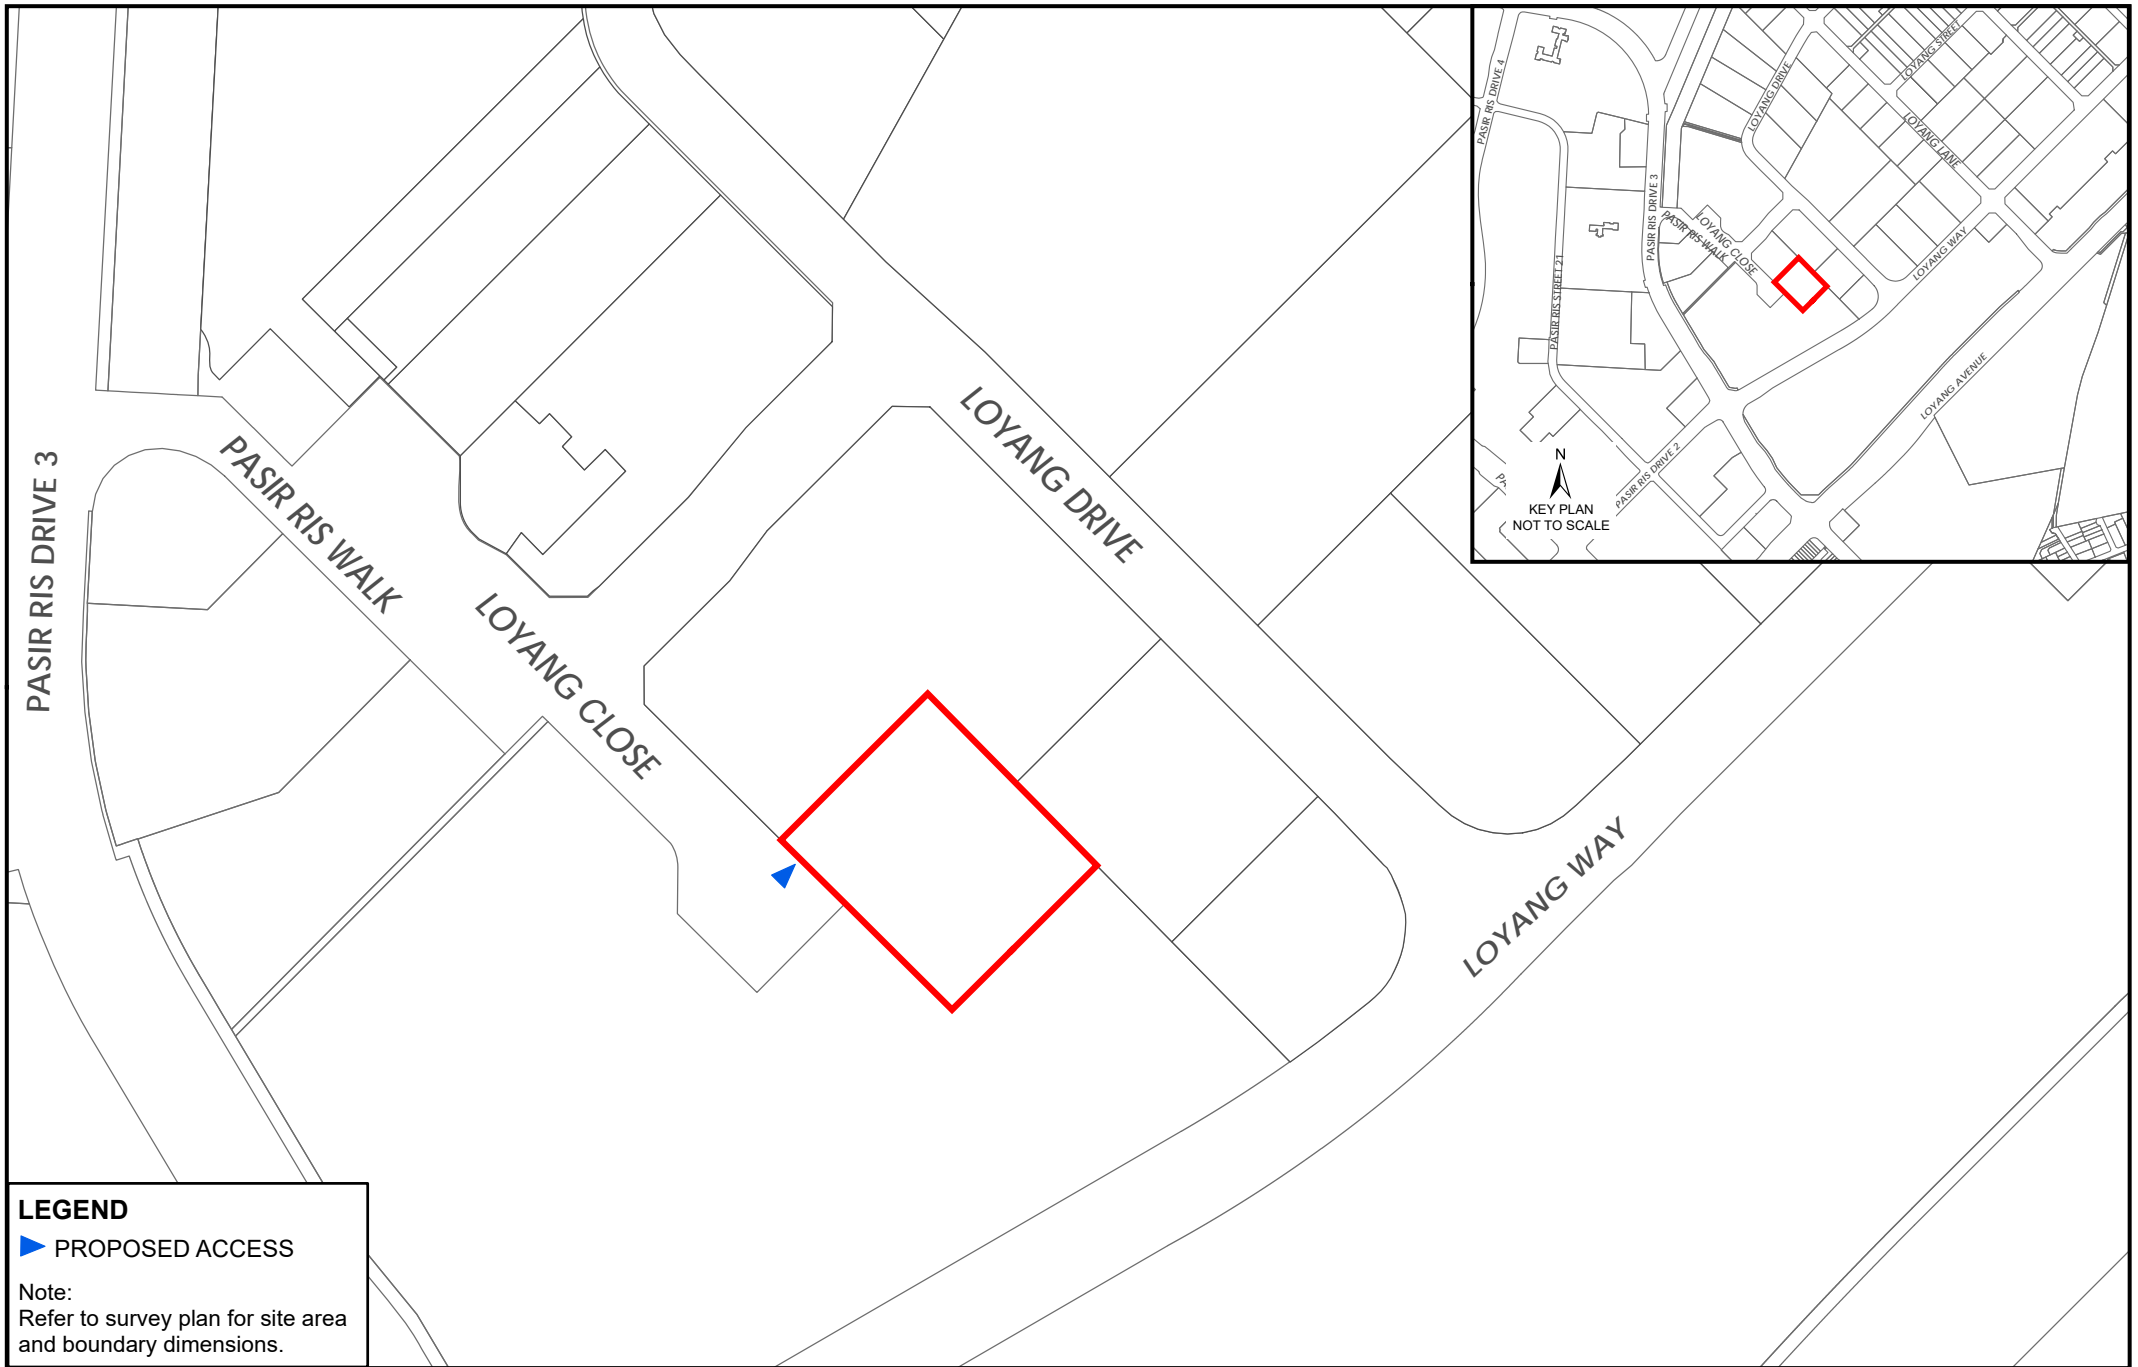 PASIR RIS DRIVE 3
PASIR RIS WALK
LOYANG CLOSE
LOYANG DRIVE
LOYANG WAY
PASIR RIS DRIVE 4
LOYANG STREET
LOYANG DRIVE
LOYANG LANE
PASIR RIS DRIVE 3
LOYANG CLOSE
PASIR RIS WALK
LOYANG WAY
PASIR RIS STREET 21
LOYANG AVENUE
PASIR RIS DRIVE 2
PA
N
KEY PLAN
NOT TO SCALE
LEGEND
PROPOSED ACCESS
Note:
Refer to survey plan for site area
and boundary dimensions.